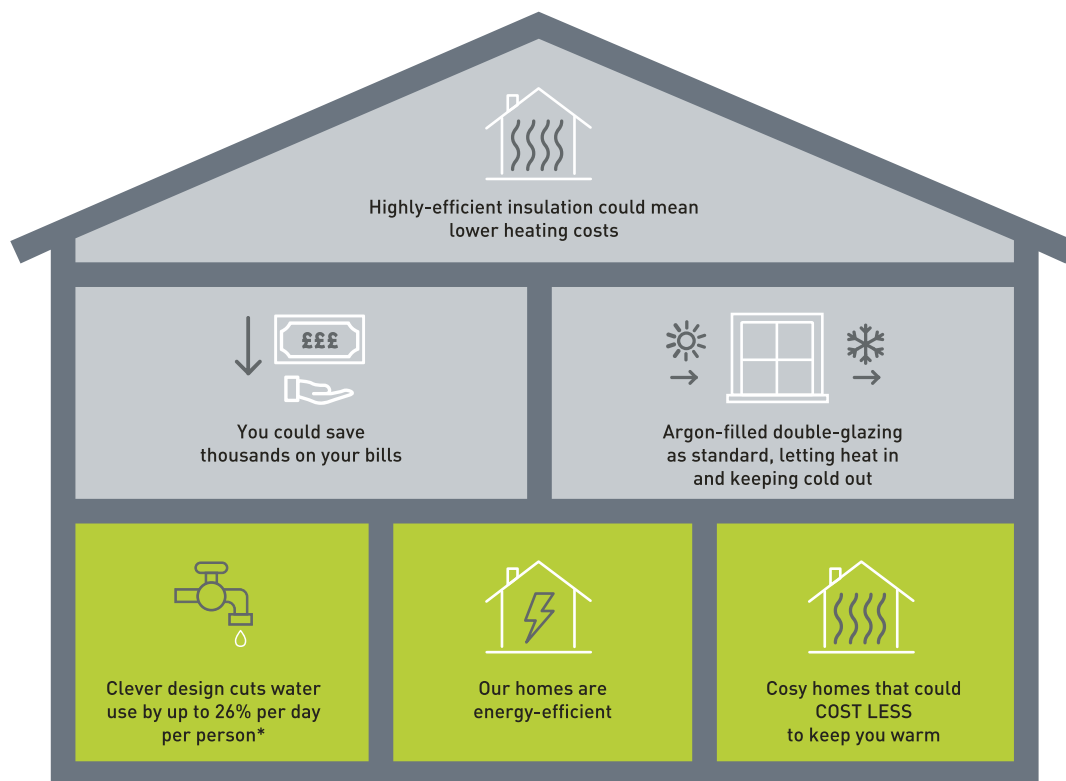 Highly-efficient insulation could mean
lower heating costs
£££
You could save
thousands on your bills
Argon-filled double-glazing
as standard, letting heat in
and keeping cold out
Clever design cuts water
use by up to 26% per day
per person*
Our homes are
energy-efficient
Cosy homes that could
COST LESS
to keep you warm